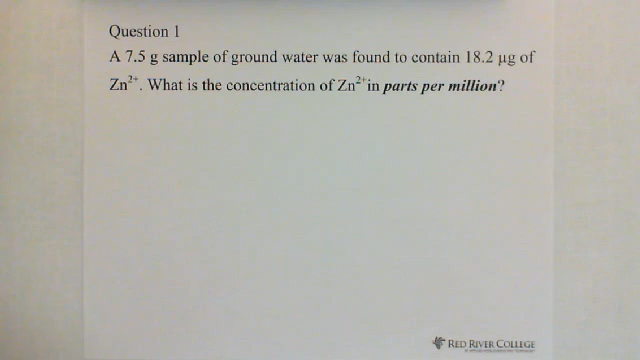 Question 1
A 7.5 g sample of ground water was found to contain 18.2 µg of
Zn²⁺. What is the concentration of Zn²⁺in parts per million?
RED RIVER COLLEGE